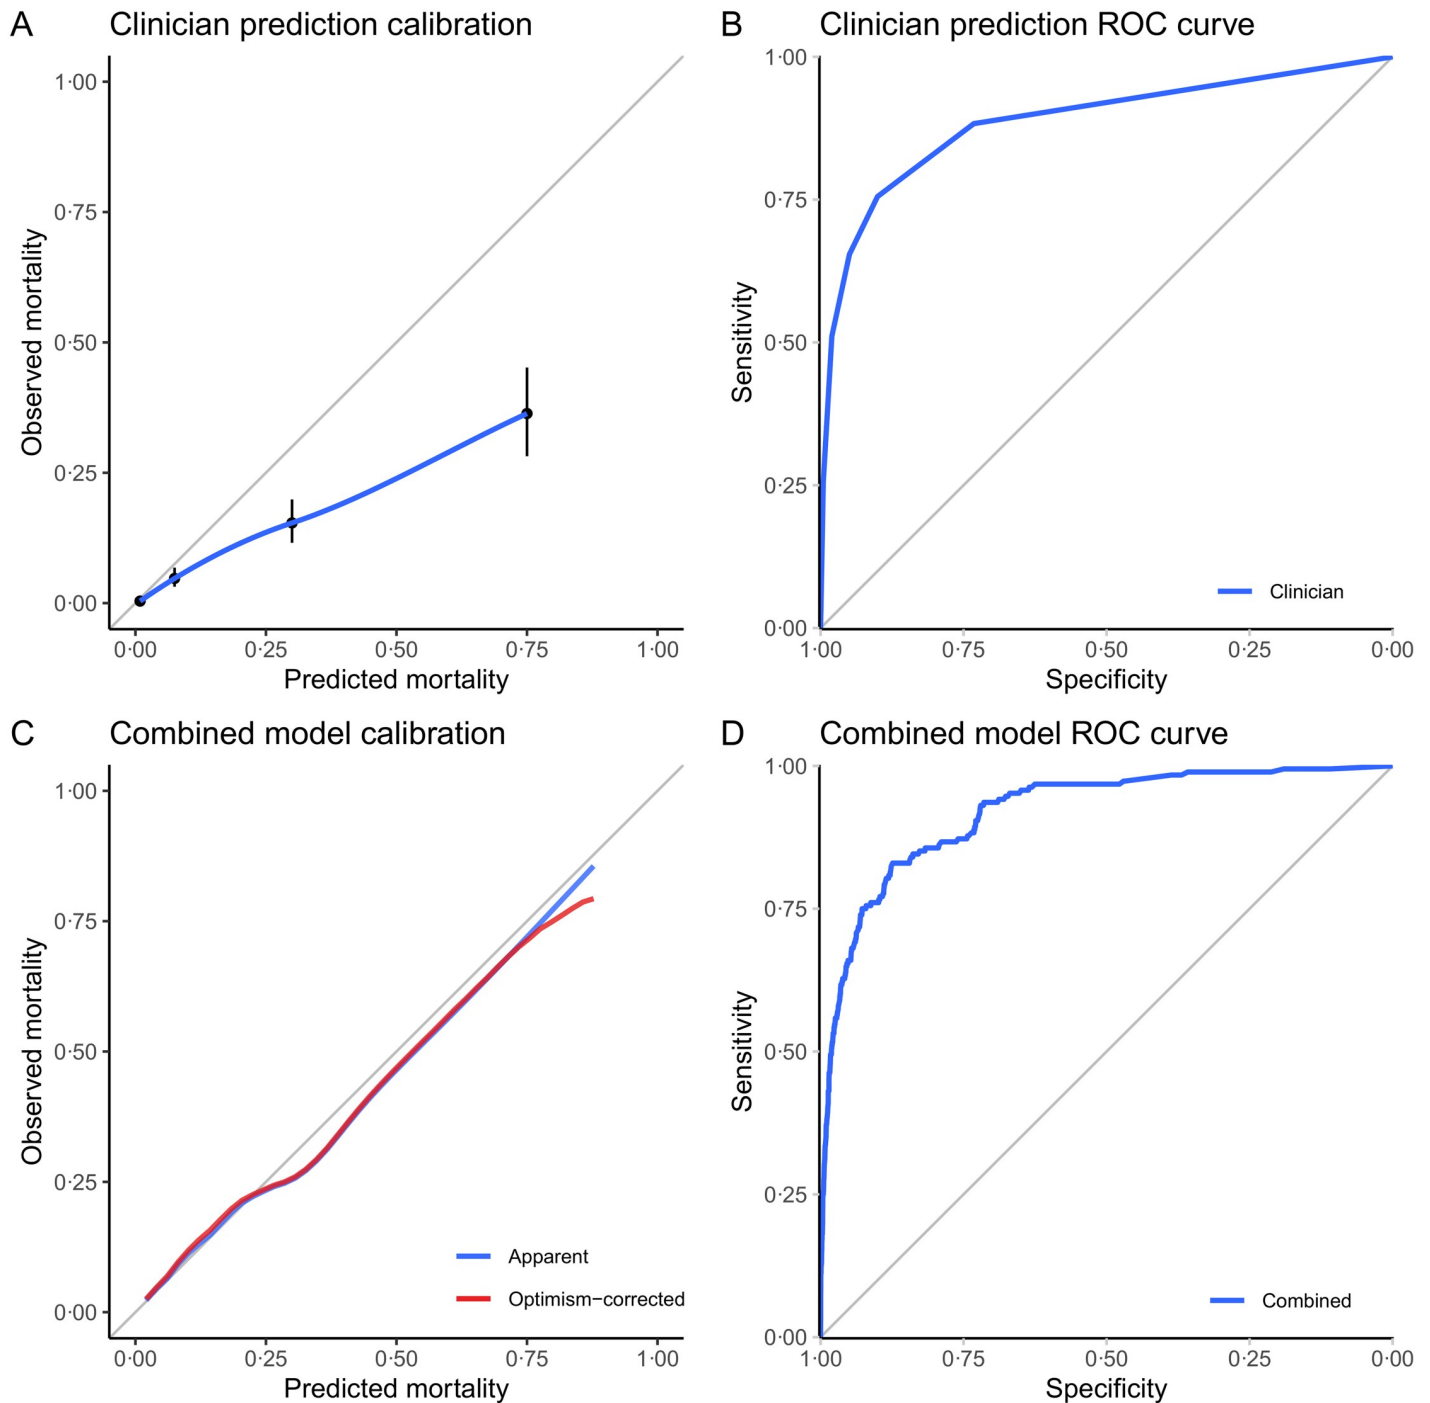 A
Clinician prediction calibration
1·00
0·75
0·50
0·25
0·00
Observed mortality
0·00 0·25 0·50 0·75 1·00
Predicted mortality
B
Clinician prediction ROC curve
1·00
0·75
0·50
0·25
0·00
Sensitivity
Clinician
1·00 0·75 0·50 0·25 0·00
Specificity
C
Combined model calibration
1·00
0·75
0·50
0·25
0·00
Observed mortality
Apparent
Optimism−corrected
0·00 0·25 0·50 0·75 1·00
Predicted mortality
D
Combined model ROC curve
1·00
0·75
0·50
0·25
0·00
Sensitivity
Combined
1·00 0·75 0·50 0·25 0·00
Specificity